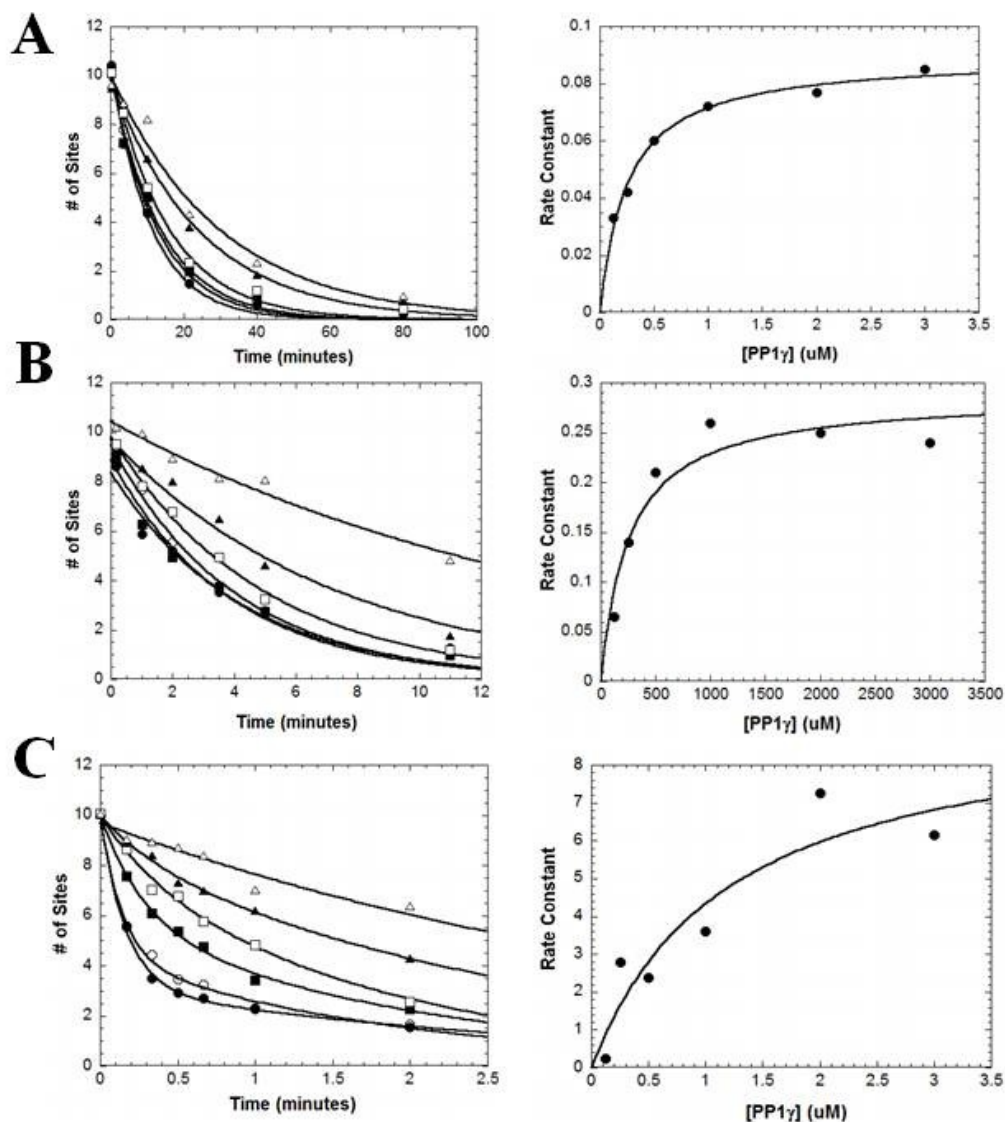 A
12
10
8
6
4
2
0
# of Sites
0 20 40 60 80 100
Time (minutes)
0.1
0.08
0.06
0.04
0.02
0
Rate Constant
0 0.5 1 1.5 2 2.5 3 3.5
[PP1γ] (uM)
B
12
10
8
6
4
2
0
# of Sites
0 2 4 6 8 10 12
Time (minutes)
0.3
0.25
0.2
0.15
0.1
0.05
0
Rate Constant
0 500 1000 1500 2000 2500 3000 3500
[PP1γ] (uM)
C
12
10
8
6
4
2
0
# of Sites
0 0.5 1 1.5 2 2.5
Time (minutes)
8
7
6
5
4
3
2
1
0
Rate Constant
0 0.5 1 1.5 2 2.5 3 3.5
[PP1γ] (uM)